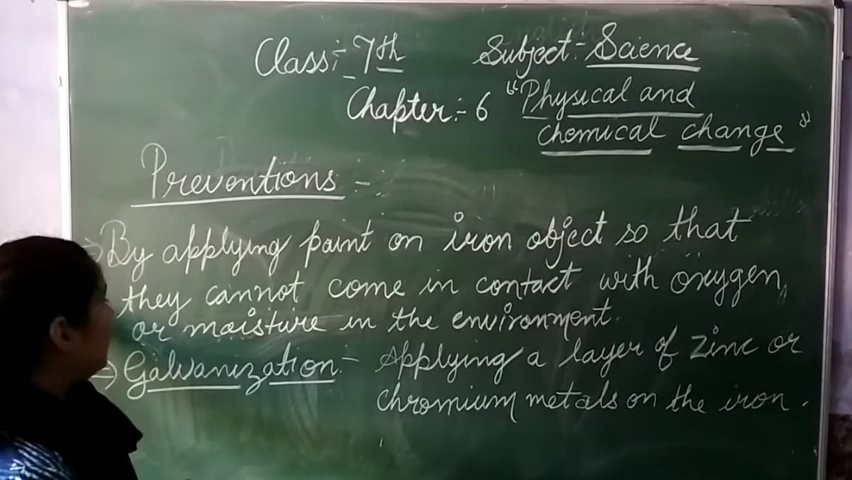 Class:- 7th Subject:- Science
Chapter:- 6 "Physical and
chemical change"
Preventions -:
→ By applying paint on iron object so that
they cannot come in contact with oxygen,
or moisture in the environment.
→ Galvanization:- Applying a layer of zinc or
chromium metals on the iron.